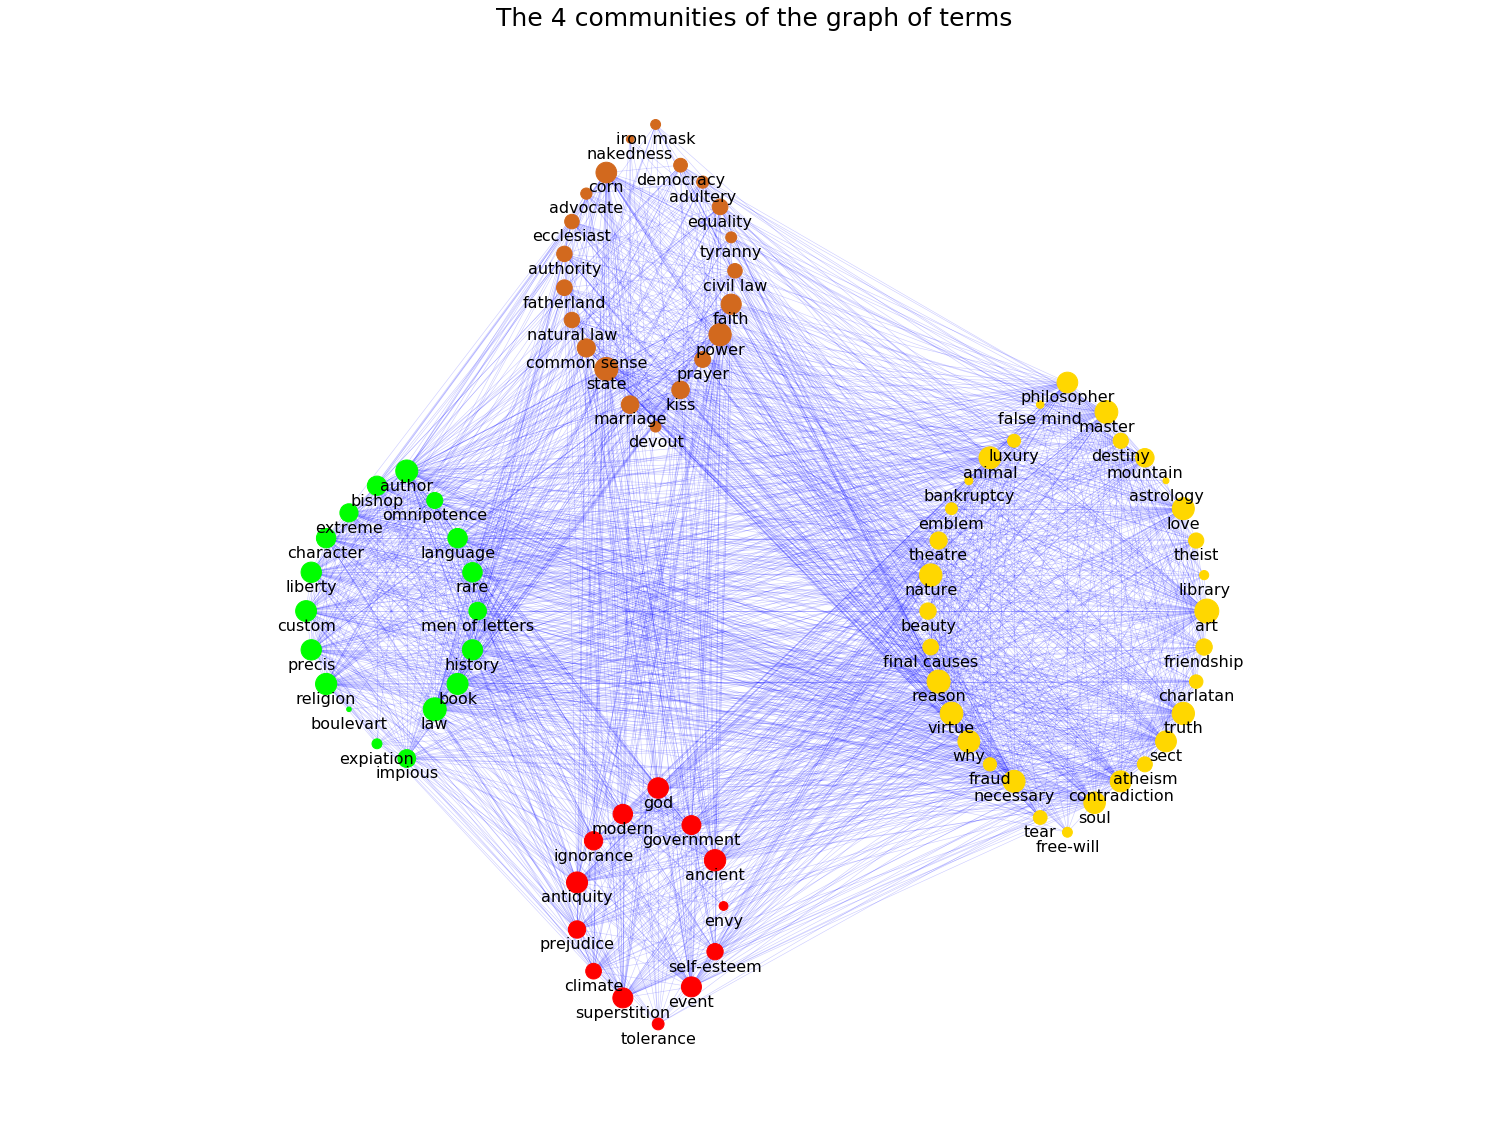 The 4 communities of the graph of terms
iron mask
nakedness
democracy
corn
adultery
advocate
equality
ecclesiast
tyranny
authority
civil law
fatherland
faith
natural law
power
common sense
prayer
state
kiss
marriage
devout
philosopher
false mind
master
luxury
destiny
animal
mountain
bankruptcy
astrology
emblem
love
theatre
theist
nature
library
beauty
art
final causes
friendship
reason
charlatan
virtue
truth
why
sect
fraud
atheism
necessary
contradiction
soul
tear
free-will
author
bishop
omnipotence
extreme
character
language
liberty
rare
custom
men of letters
precis
history
religion
book
boulevart
law
expiation
impious
god
modern
government
ignorance
ancient
antiquity
envy
prejudice
self-esteem
climate
event
superstition
tolerance